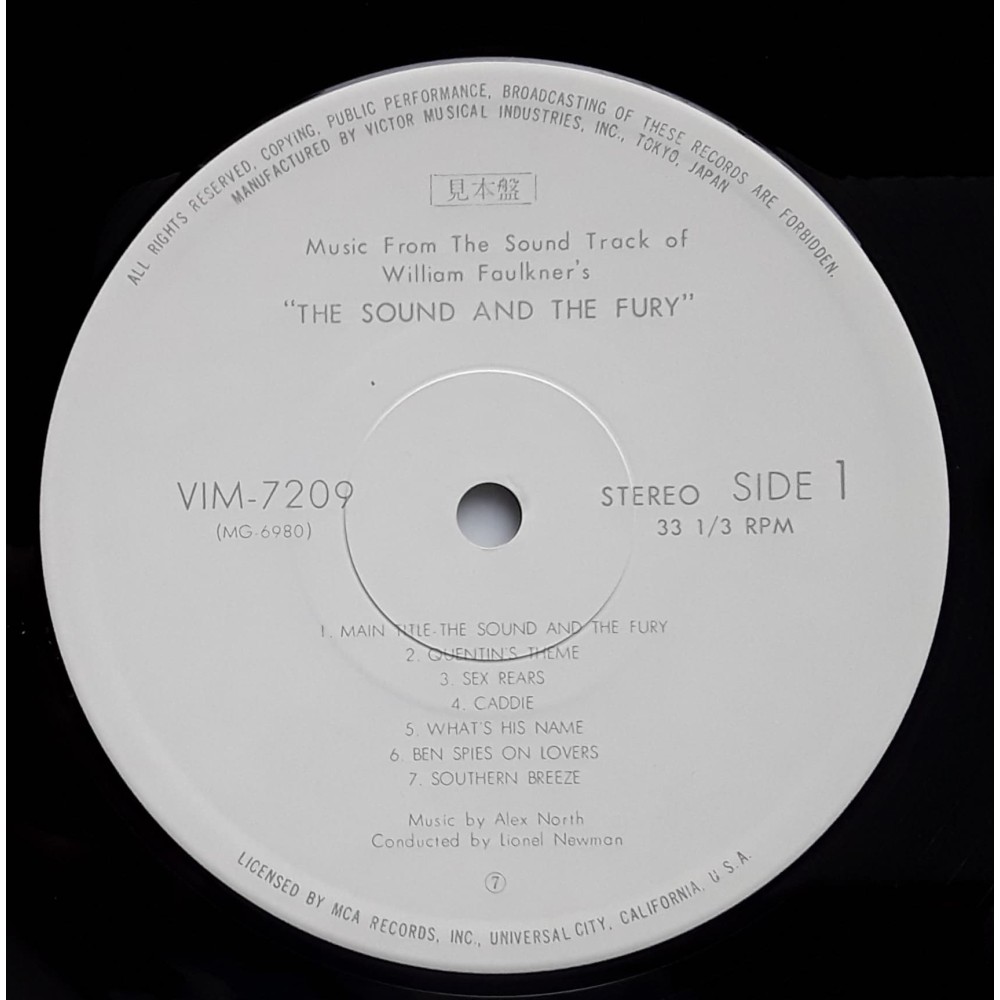 ALL RIGHTS RESERVED, COPYING, PUBLIC PERFORMANCE, BROADCASTING OF THESE RECORDS ARE FORBIDDEN.
MANUFACTURED BY VICTOR MUSICAL INDUSTRIES, INC., TOKYO, JAPAN
見本盤
Music From The Sound Track of
William Faulkner's
"THE SOUND AND THE FURY"
VIM-7209
(MG-6980)
STEREO SIDE 1
33 1/3 RPM
1. MAIN TITLE-THE SOUND AND THE FURY
2. QUENTIN'S THEME
3. SEX REARS
4. CADDIE
5. WHAT'S HIS NAME
6. BEN SPIES ON LOVERS
7. SOUTHERN BREEZE
Music by Alex North
Conducted by Lionel Newman
⑦
LICENSED BY MCA RECORDS, INC., UNIVERSAL CITY, CALIFORNIA, U.S.A.